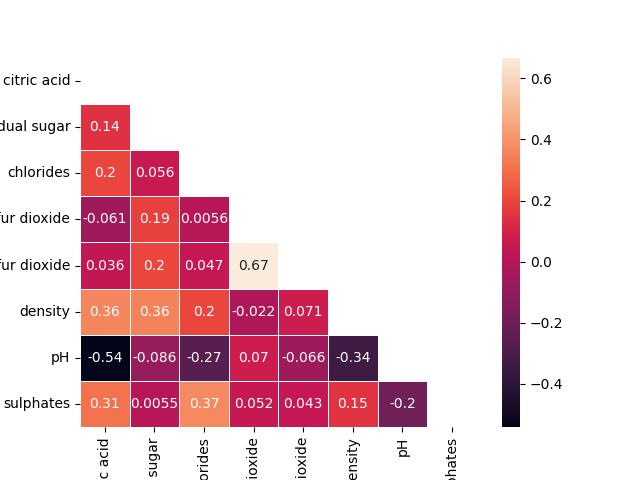 citric acid
dual sugar
0.14
chlorides
0.2 0.056
fur dioxide
-0.061 0.19 0.0056
fur dioxide
0.036 0.2 0.047 0.67
density
0.36 0.36 0.2 -0.022 0.071
pH
-0.54 -0.086 -0.27 0.07 -0.066 -0.34
sulphates
0.31 0.0055 0.37 0.052 0.043 0.15 -0.2
c acid
sugar
orides
ioxide
ioxide
ensity
pH
hates
0.6
0.4
0.2
0.0
−0.2
−0.4